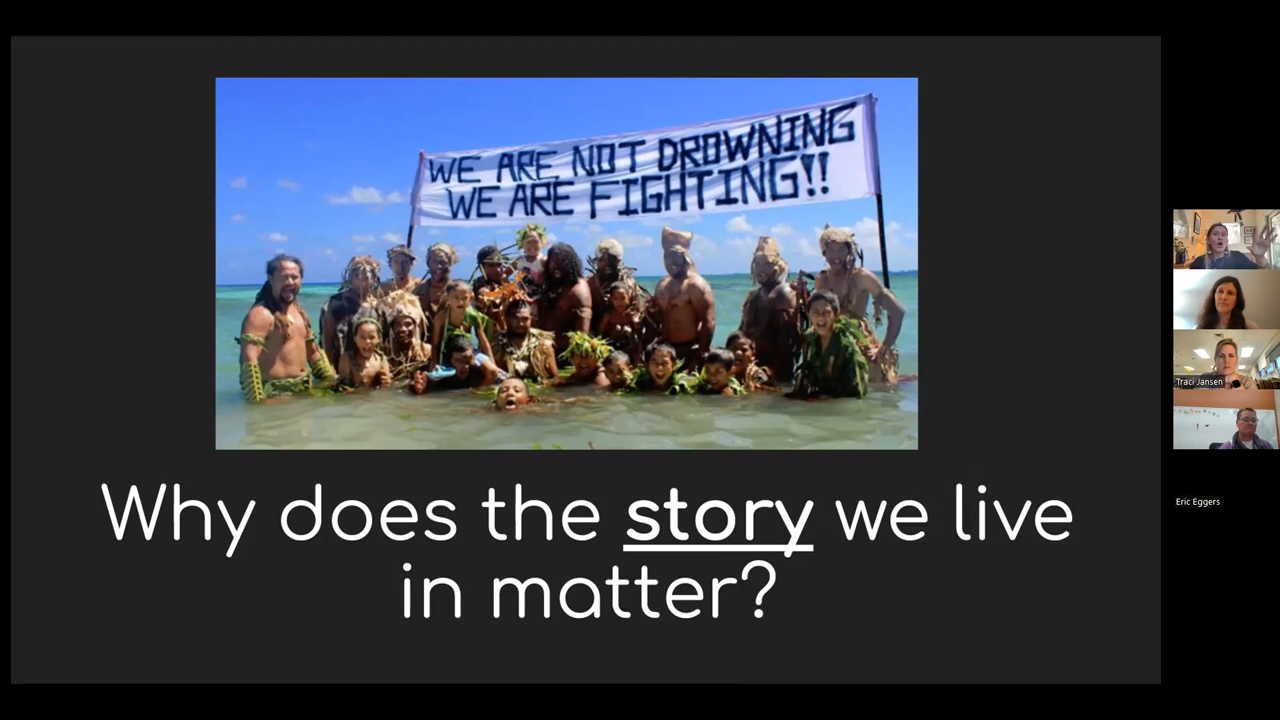 WE ARE NOT DROWNING
WE ARE FIGHTING!!
Why does the story we live
in matter?
Traci Jansen
Eric Eggers